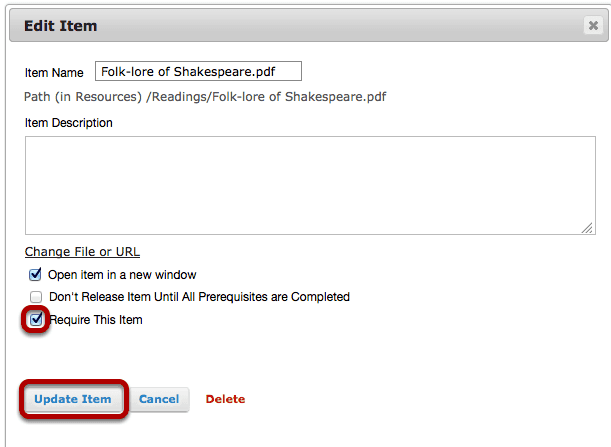 Edit Item
Item Name Folk-lore of Shakespeare.pdf
Path (in Resources) /Readings/Folk-lore of Shakespeare.pdf
Item Description
Change File or URL
Open item in a new window
Don't Release Item Until All Prerequisites are Completed
Require This Item
Update Item Cancel Delete